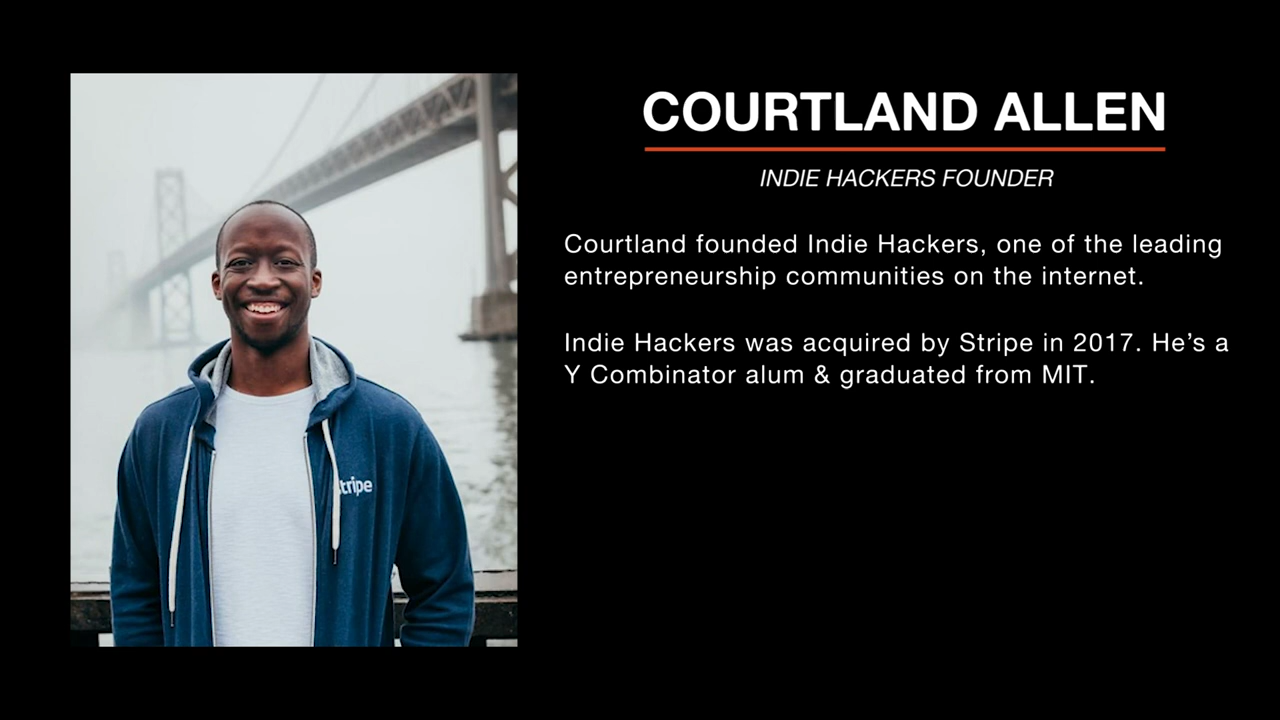 COURTLAND ALLEN
INDIE HACKERS FOUNDER
Courtland founded Indie Hackers, one of the leading
entrepreneurship communities on the internet.
Indie Hackers was acquired by Stripe in 2017. He’s a
Y Combinator alum & graduated from MIT.
stripe